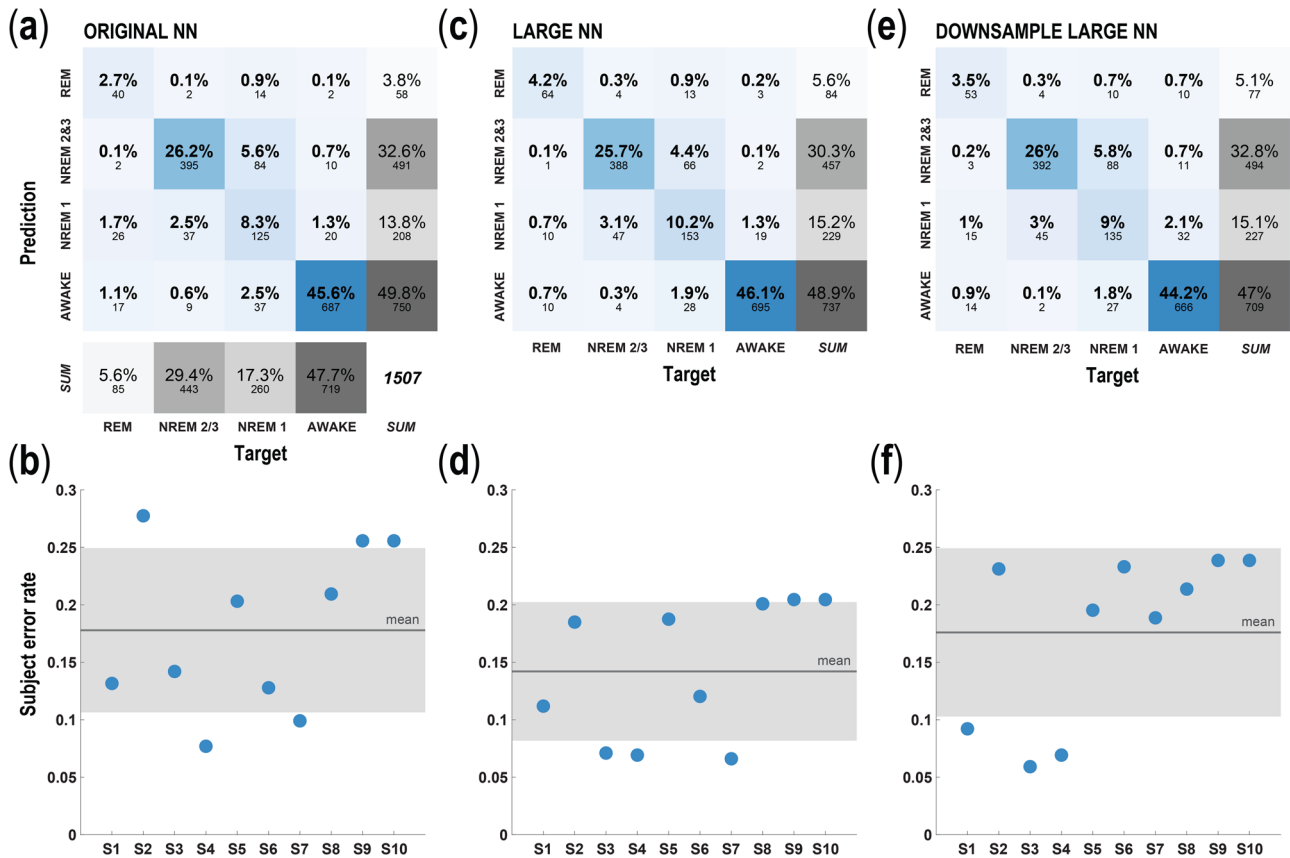 (a) ORIGINAL NN
Prediction
REM
2.7% 0.1% 0.9% 0.1% 3.8%
40 2 14 2 58
NREM 2&3
0.1% 26.2% 5.6% 0.7% 32.6%
2 395 84 10 491
NREM 1
1.7% 2.5% 8.3% 1.3% 13.8%
26 37 125 20 208
AWAKE
1.1% 0.6% 2.5% 45.6% 49.8%
17 9 37 687 750
SUM
5.6% 29.4% 17.3% 47.7% 1507
85 443 260 719
REM NREM 2/3 NREM 1 AWAKE SUM
Target
(c) LARGE NN
REM
4.2% 0.3% 0.9% 0.2% 5.6%
64 4 13 3 84
NREM 2&3
0.1% 25.7% 4.4% 0.1% 30.3%
1 388 66 2 457
NREM 1
0.7% 3.1% 10.2% 1.3% 15.2%
10 47 153 19 229
AWAKE
0.7% 0.3% 1.9% 46.1% 48.9%
10 4 28 695 737
REM NREM 2/3 NREM 1 AWAKE SUM
Target
(e) DOWNSAMPLE LARGE NN
REM
3.5% 0.3% 0.7% 0.7% 5.1%
53 4 10 10 77
NREM 2&3
0.2% 26% 5.8% 0.7% 32.8%
3 392 88 11 494
NREM 1
1% 3% 9% 2.1% 15.1%
15 45 135 32 227
AWAKE
0.9% 0.1% 1.8% 44.2% 47%
14 2 27 666 709
REM NREM 2/3 NREM 1 AWAKE SUM
Target
(b)
Subject error rate
0.3
0.25
0.2
0.15
0.1
0.05
0
mean
S1 S2 S3 S4 S5 S6 S7 S8 S9 S10
(d)
0.3
0.25
0.2
0.15
0.1
0.05
0
mean
S1 S2 S3 S4 S5 S6 S7 S8 S9 S10
(f)
0.3
0.25
0.2
0.15
0.1
0.05
0
mean
S1 S2 S3 S4 S5 S6 S7 S8 S9 S10